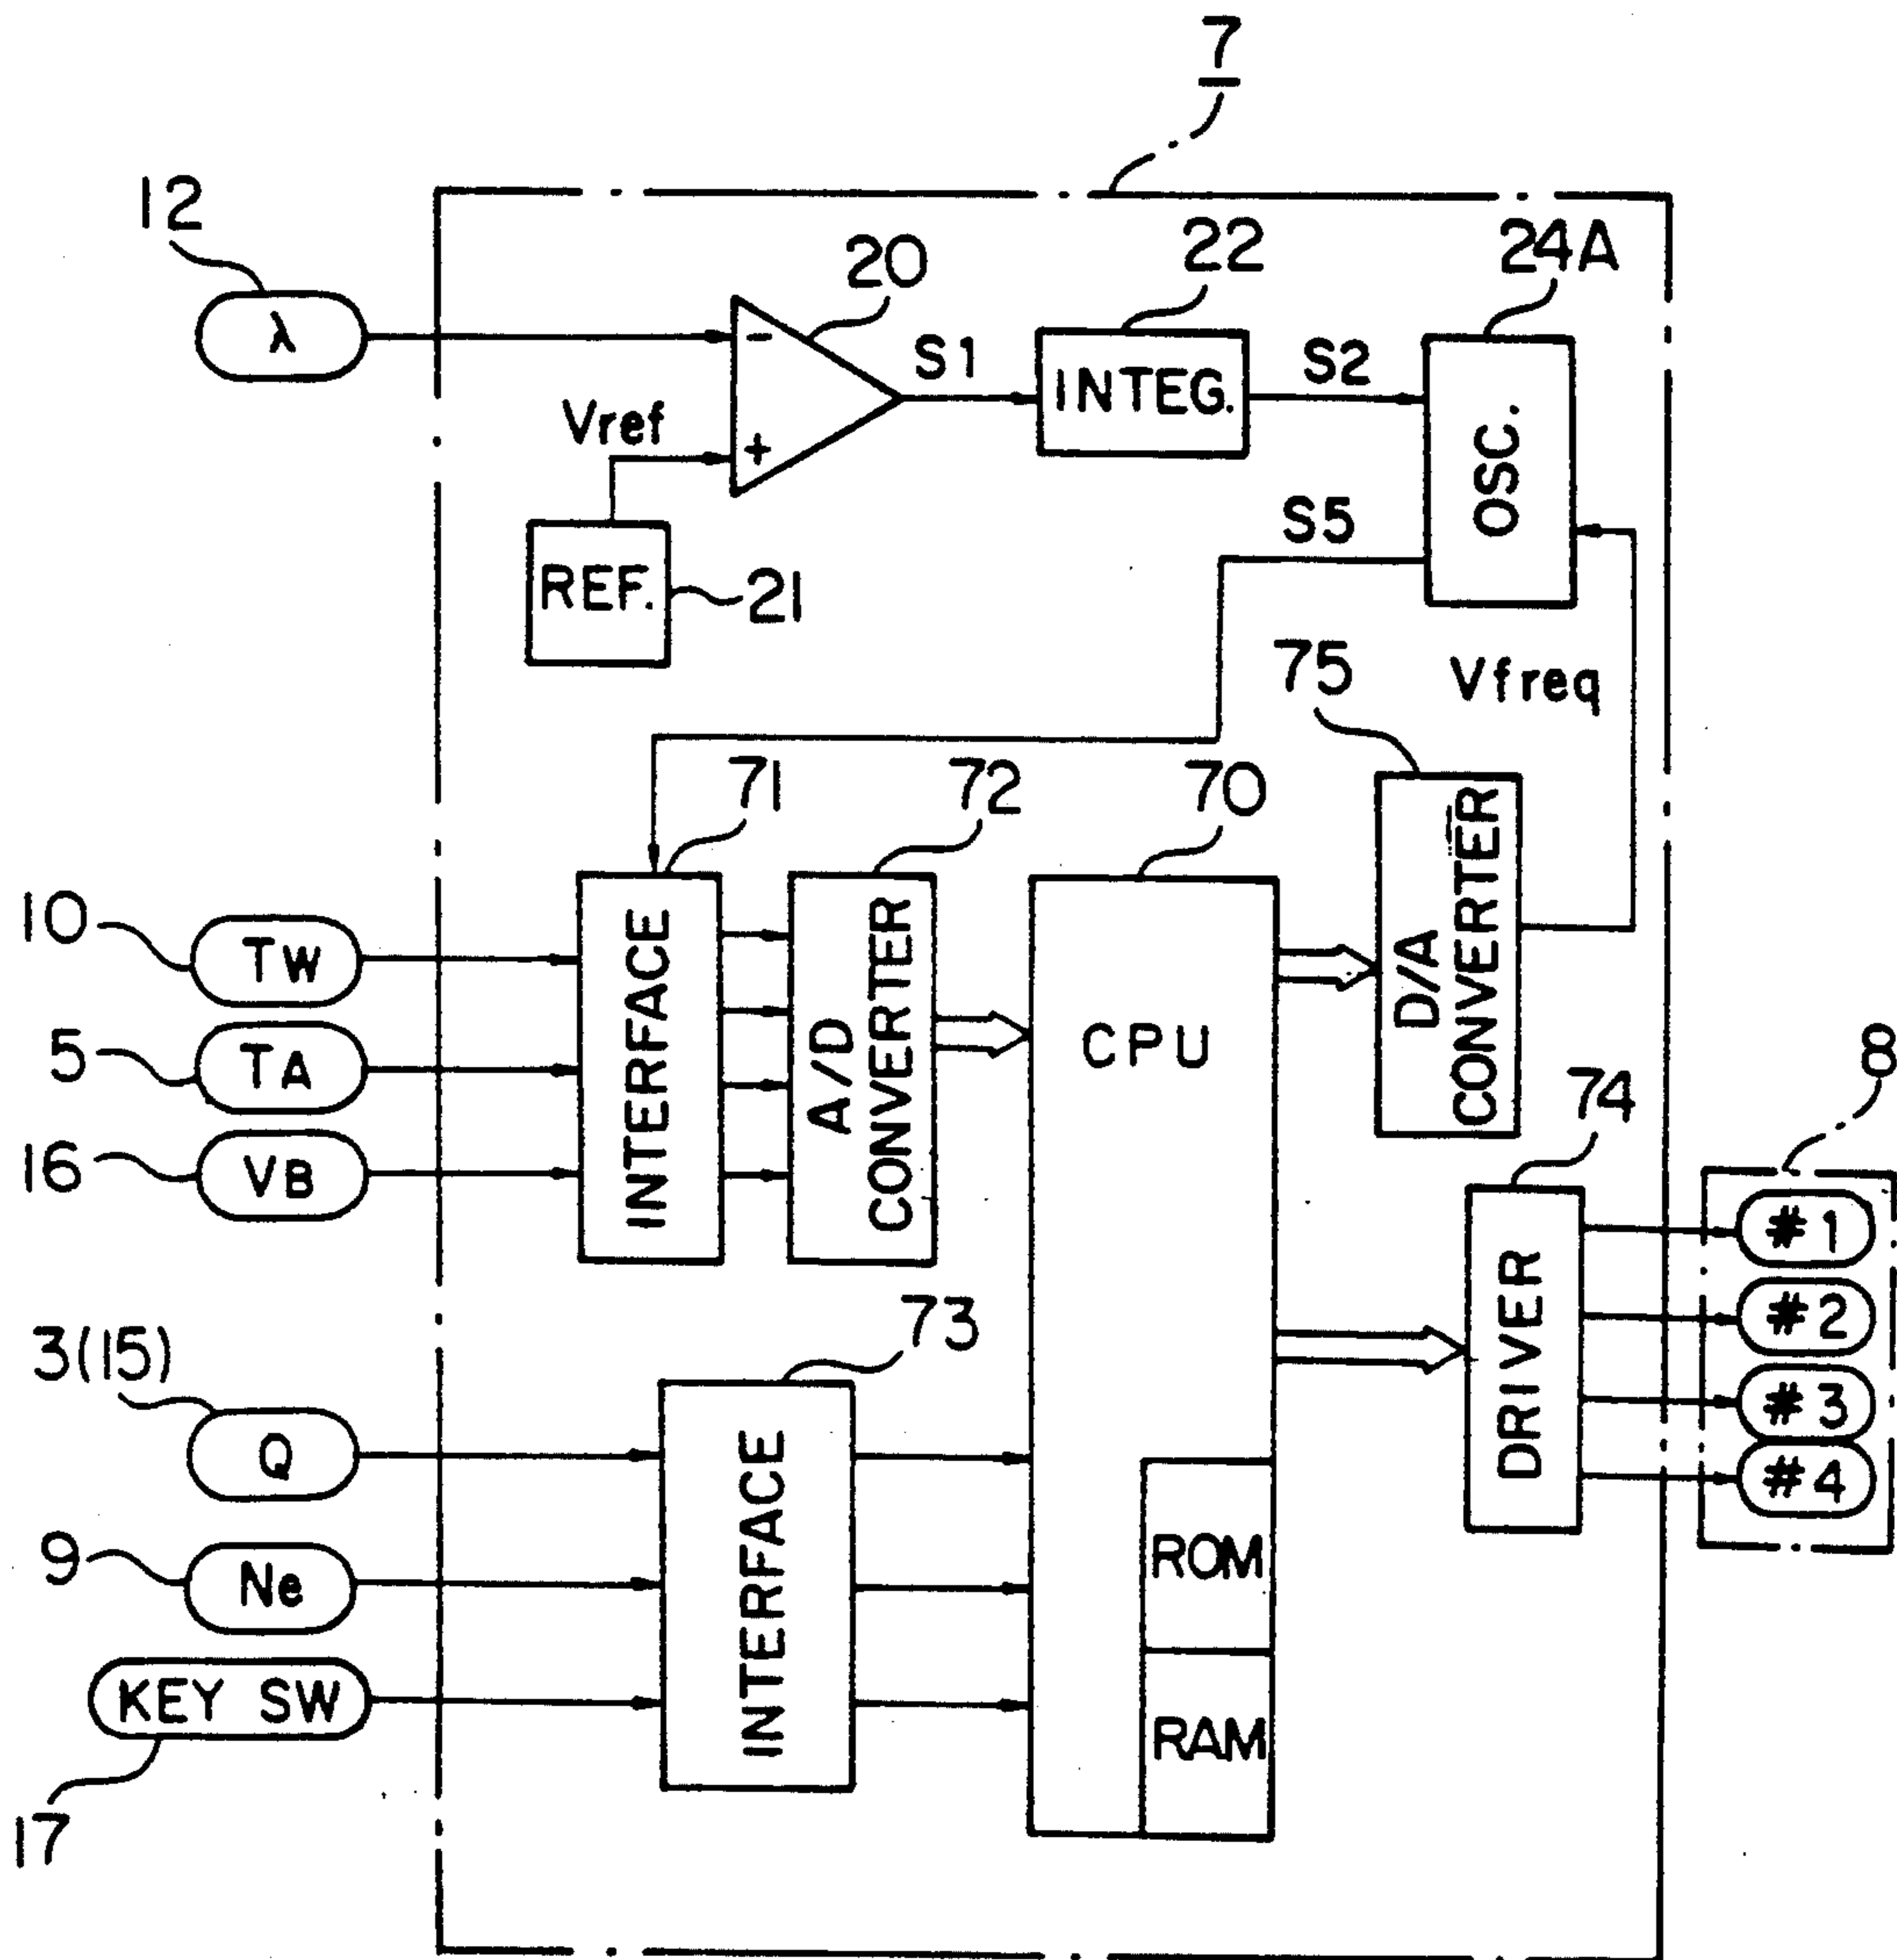 7
12
λ
20
22
24A
-
+
S1
INTEG.
S2
OSC.
Vref
REF.
21
S5
Vfreq
75
71
72
70
10
TW
5
TA
16
VB
INTERFACE
A/D
CONVERTER
CPU
D/A
CONVERTER
74
8
#1
#2
#3
#4
DRIVER
73
3(15)
Q
9
Ne
KEY SW
17
INTERFACE
ROM
RAM